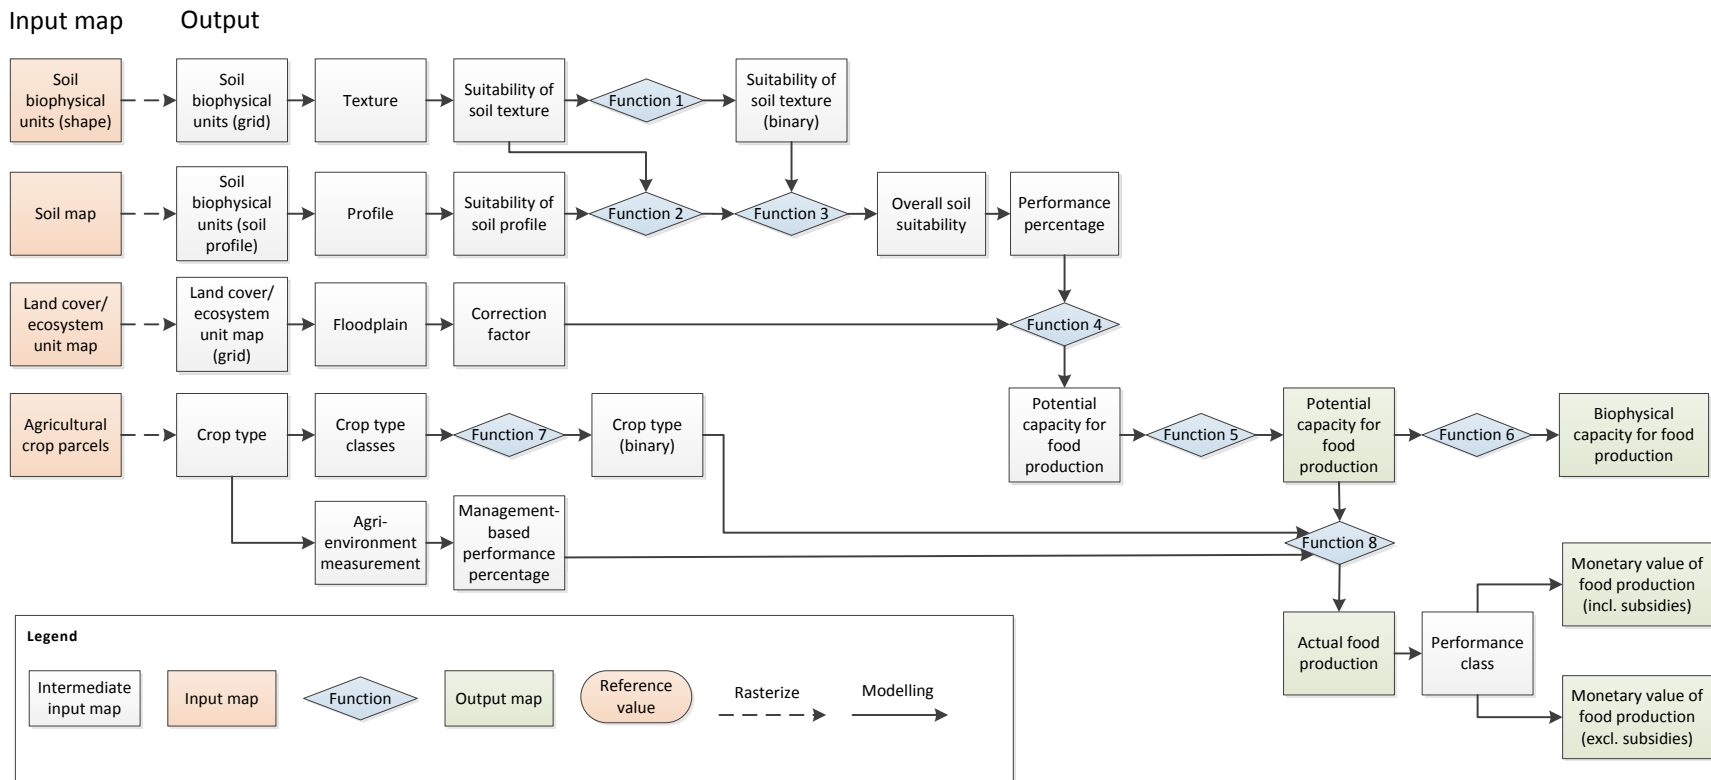 Input map
Output
Soil
biophysical
units (shape)
Soil
biophysical
units (grid)
Texture
Suitability of
soil texture
Function 1
Suitability of
soil texture
(binary)
Soil map
Soil
biophysical
units (soil
profile)
Profile
Suitability of
soil profile
Function 2
Function 3
Overall soil
suitability
Performance
percentage
Land cover/
ecosystem
unit map
Land cover/
ecosystem
unit map
(grid)
Floodplain
Correction
factor
Function 4
Agricultural
crop parcels
Crop type
Crop type
classes
Function 7
Crop type
(binary)
Potential
capacity for
food
production
Function 5
Potential
capacity for
food
production
Function 6
Biophysical
capacity for food
production
Agri-
environment
measurement
Management-
based
performance
percentage
Function 8
Monetary value of
food production
(incl. subsidies)
Actual food
production
Performance
class
Monetary value of
food production
(excl. subsidies)
Legend
Intermediate
input map
Input map
Function
Output map
Reference
value
Rasterize
Modelling